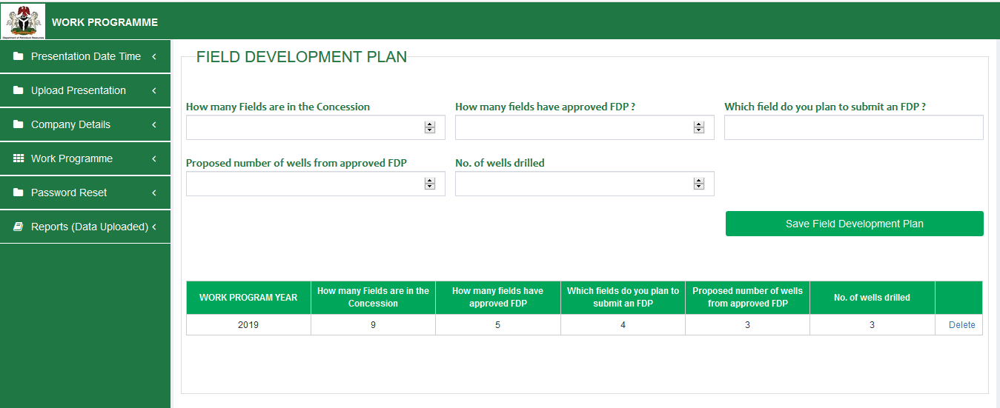 Department of Petroleum Resources
WORK PROGRAMME
Presentation Date Time
Upload Presentation
Company Details
Work Programme
Password Reset
Reports (Data Uploaded)
FIELD DEVELOPMENT PLAN
How many Fields are in the Concession
How many fields have approved FDP ?
Which field do you plan to submit an FDP ?
Proposed number of wells from approved FDP
No. of wells drilled
Save Field Development Plan
WORK PROGRAM YEAR
How many Fields are in the
Concession
How many fields have
approved FDP
Which fields do you plan to
submit an FDP
Proposed number of wells
from approved FDP
No. of wells drilled
2019 9 5 4 3 3 Delete